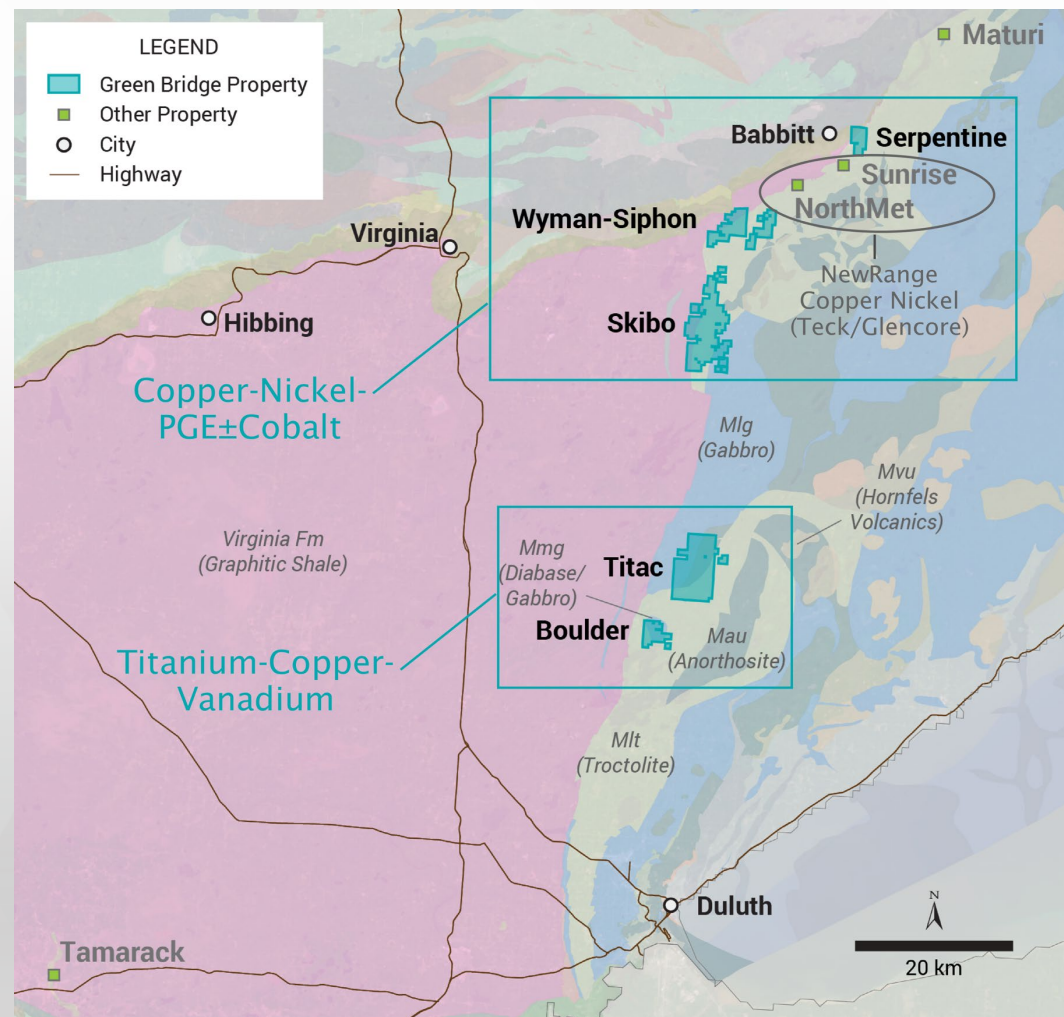 LEGEND
Green Bridge Property
Other Property
City
Highway
Maturi
Babbitt
Serpentine
Sunrise
NorthMet
Wyman-Siphon
Virginia
NewRange
Copper Nickel
(Teck/Glencore)
Hibbing
Skibo
Copper-Nickel-
PGE±Cobalt
Mlg
(Gabbro)
Mvu
(Hornfels
Volcanics)
Virginia Fm
(Graphitic Shale)
Mmg
(Diabase/
Gabbro)
Titac
Boulder
Mau
(Anorthosite)
Titanium-Copper-
Vanadium
Mlt
(Troctolite)
Duluth
N
20 km
Tamarack